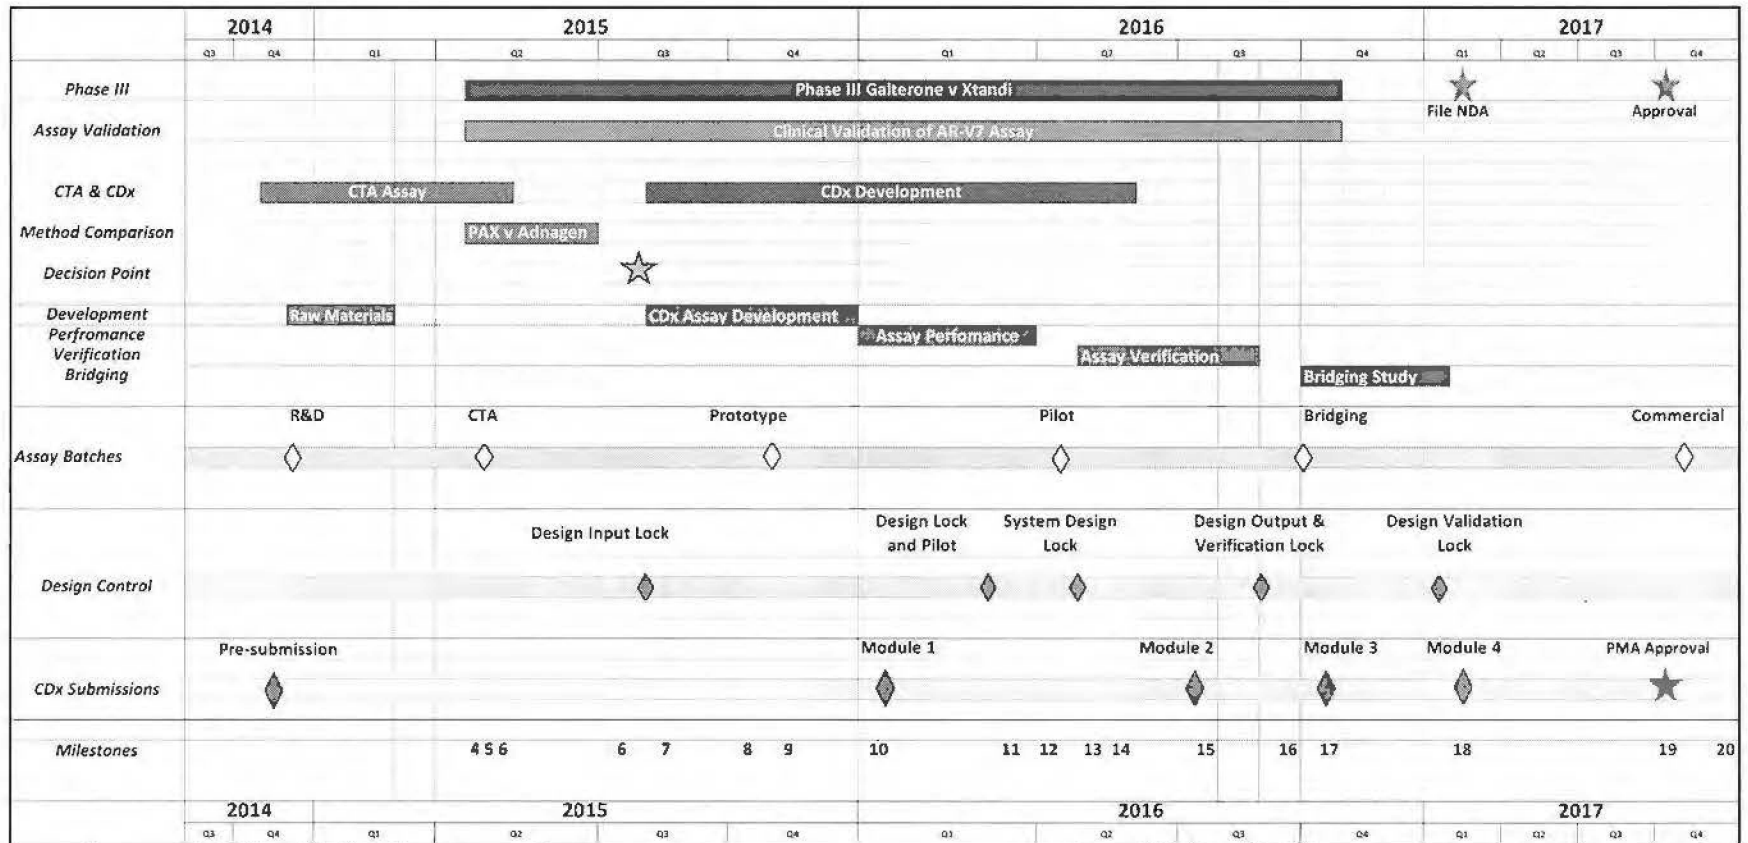 2014 2015 2016 2017
Q3 Q4 Q1 Q2 Q3 Q4 Q1 Q2 Q3 Q4 Q1 Q2 Q3 Q4
Phase III
Phase III Galterone v Xtandi
File NDA
Approval
Assay Validation
Clinical Validation of AR-V7 Assay
CTA & CDx
CTA Assay
CDx Development
Method Comparison
PAX v Adnagen
Decision Point
Development
Raw Materials
CDx Assay Development
Perfromance
Assay Perfomance
Verification
Assay Verification
Bridging
Bridging Study
R&D CTA Prototype Pilot Bridging Commercial
Assay Batches
Design Input Lock
Design Lock
and Pilot
System Design
Lock
Design Output &
Verification Lock
Design Validation
Lock
Design Control
Pre-submission Module 1 Module 2 Module 3 Module 4 PMA Approval
CDx Submissions
Milestones 4 5 6 6 7 8 9 10 11 12 13 14 15 16 17 18 19 20
2014 2015 2016 2017
Q3 Q4 Q1 Q2 Q3 Q4 Q1 Q2 Q3 Q4 Q1 Q2 Q3 Q4